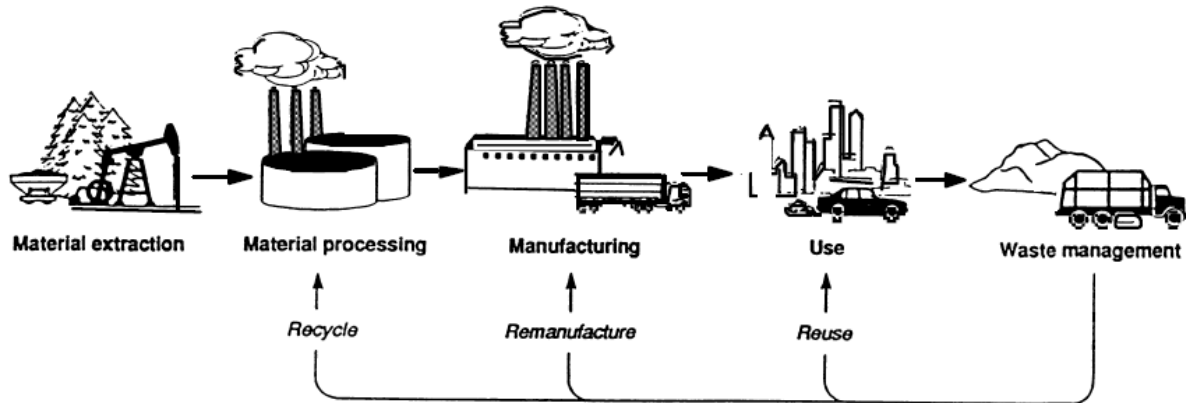 Material extraction
Material processing
Manufacturing
Use
Waste management
Recycle
Remanufacture
Reuse